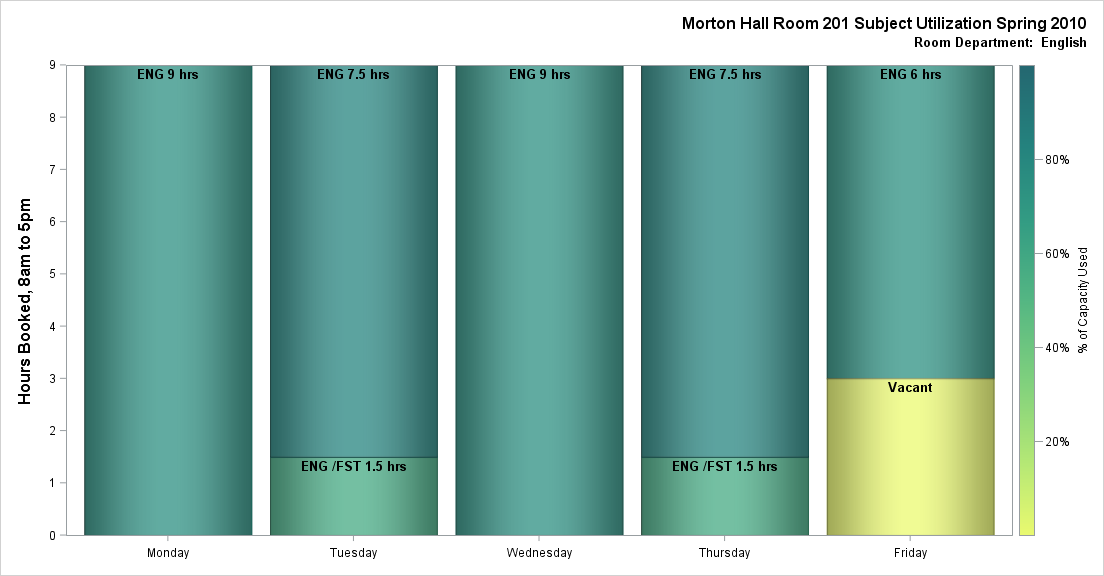 Morton Hall Room 201 Subject Utilization Spring 2010
Room Department:  English
Hours Booked, 8am to 5pm
9
8
7
6
5
4
3
2
1
0
ENG 9 hrs
ENG 7.5 hrs
ENG 9 hrs
ENG 7.5 hrs
ENG 6 hrs
Vacant
ENG /FST 1.5 hrs
ENG /FST 1.5 hrs
Monday
Tuesday
Wednesday
Thursday
Friday
80%
60%
40%
20%
% of Capacity Used